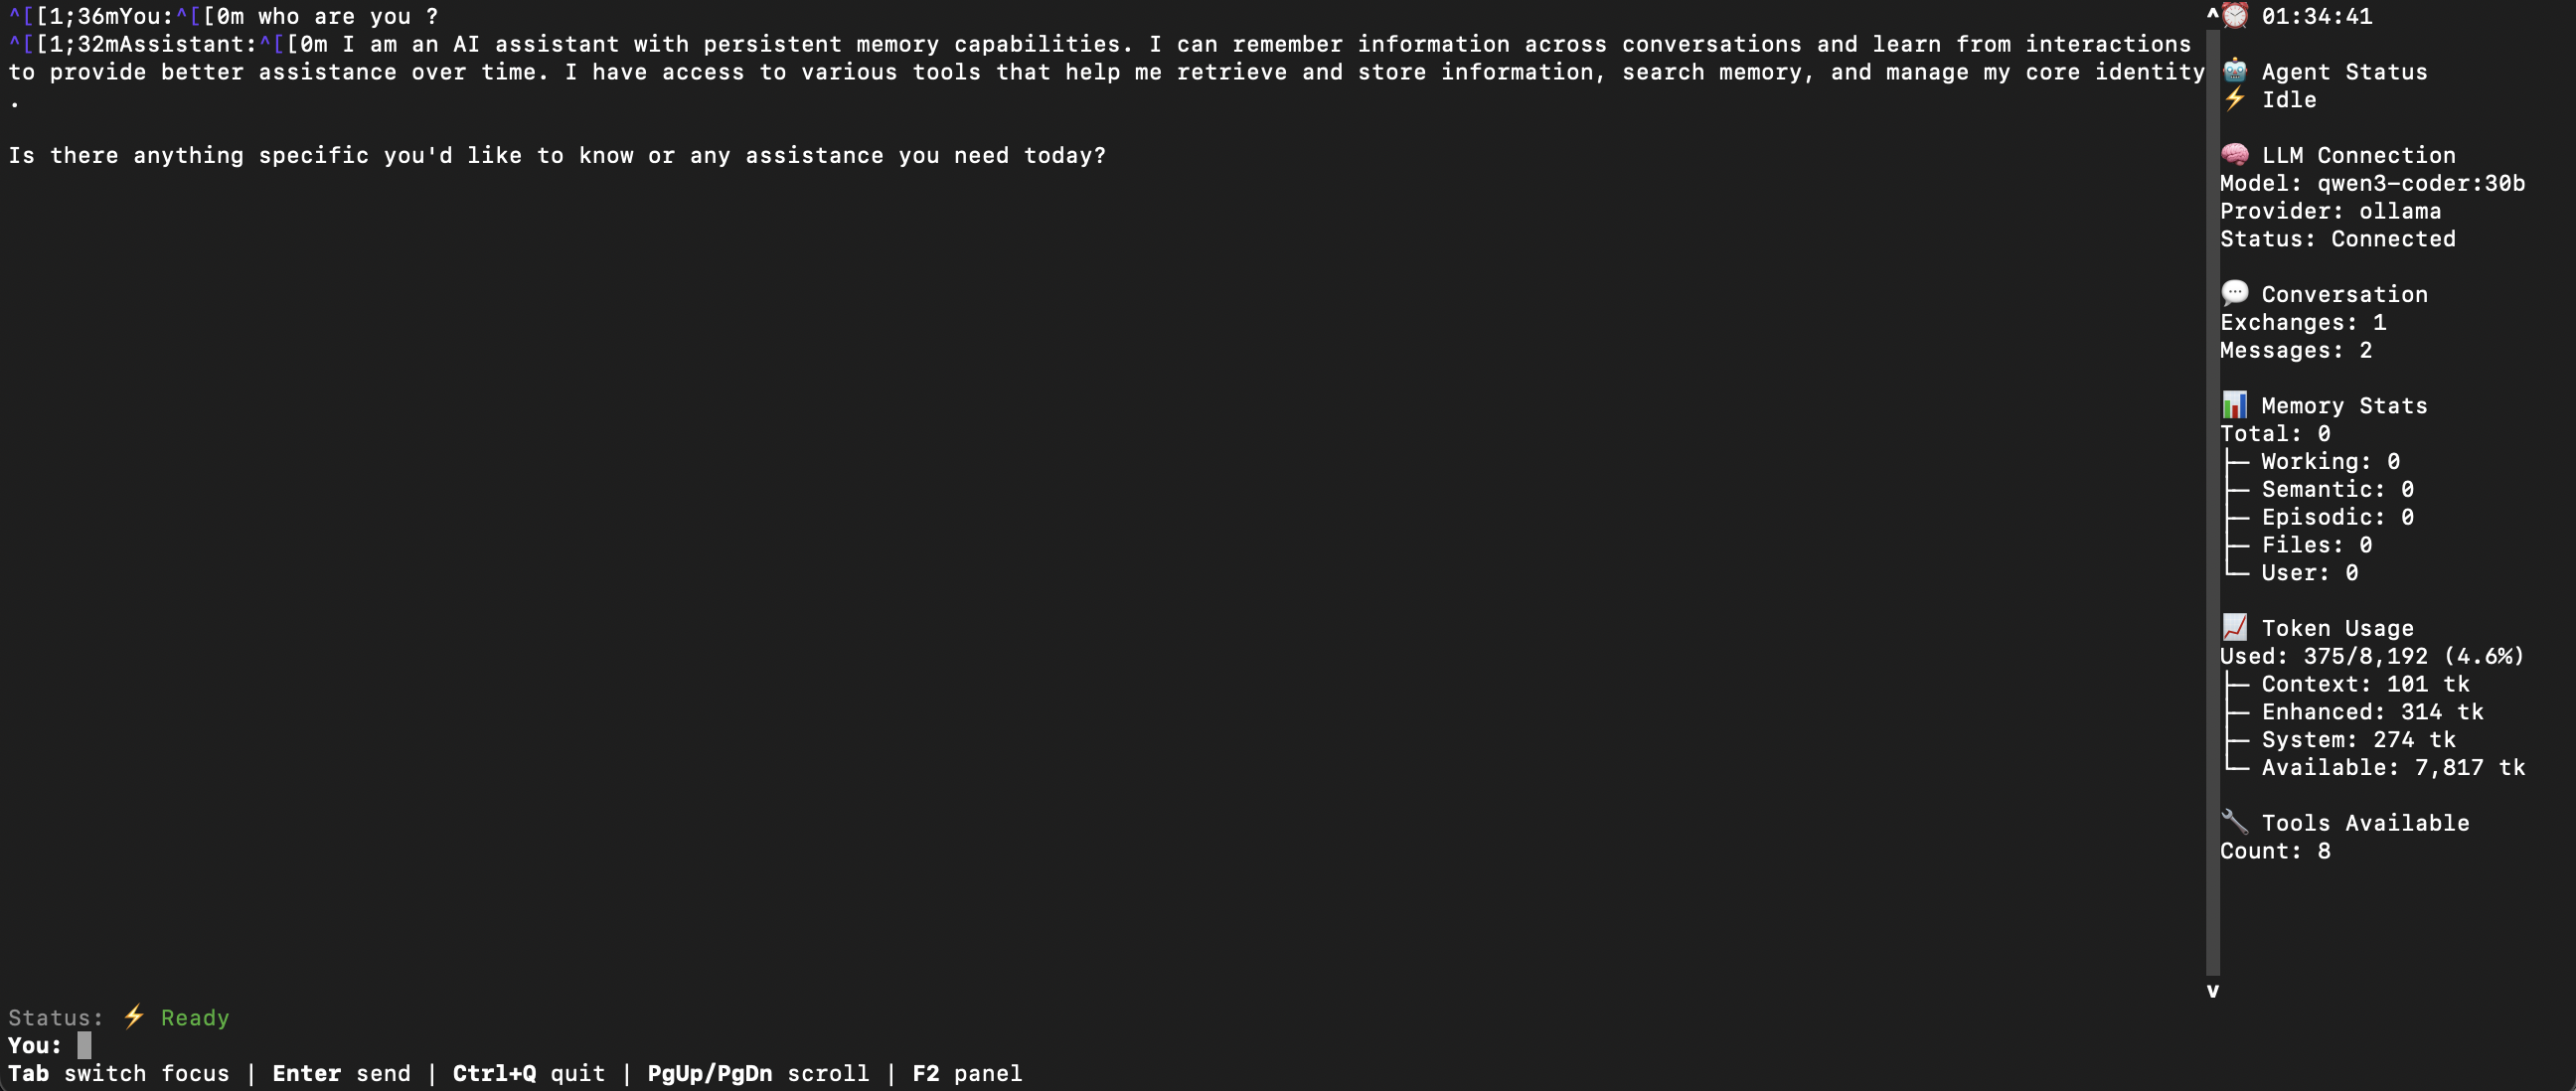 ^[[1;36mYou:^[[0m who are you ?
^[[1;32mAssistant:^[[0m I am an AI assistant with persistent memory capabilities. I can remember information across conversations and learn from interactions
to provide better assistance over time. I have access to various tools that help me retrieve and store information, search memory, and manage my core identity
.
Is there anything specific you'd like to know or any assistance you need today?
^
v
⏰ 01:34:41
🤖 Agent Status
⚡ Idle
🧠 LLM Connection
Model: qwen3-coder:30b
Provider: ollama
Status: Connected
💬 Conversation
Exchanges: 1
Messages: 2
📊 Memory Stats
Total: 0
├─ Working: 0
├─ Semantic: 0
├─ Episodic: 0
├─ Files: 0
└─ User: 0
📈 Token Usage
Used: 375/8,192 (4.6%)
├─ Context: 101 tk
├─ Enhanced: 314 tk
├─ System: 274 tk
└─ Available: 7,817 tk
🔧 Tools Available
Count: 8
Status: ⚡ Ready
You:
Tab switch focus | Enter send | Ctrl+Q quit | PgUp/PgDn scroll | F2 panel